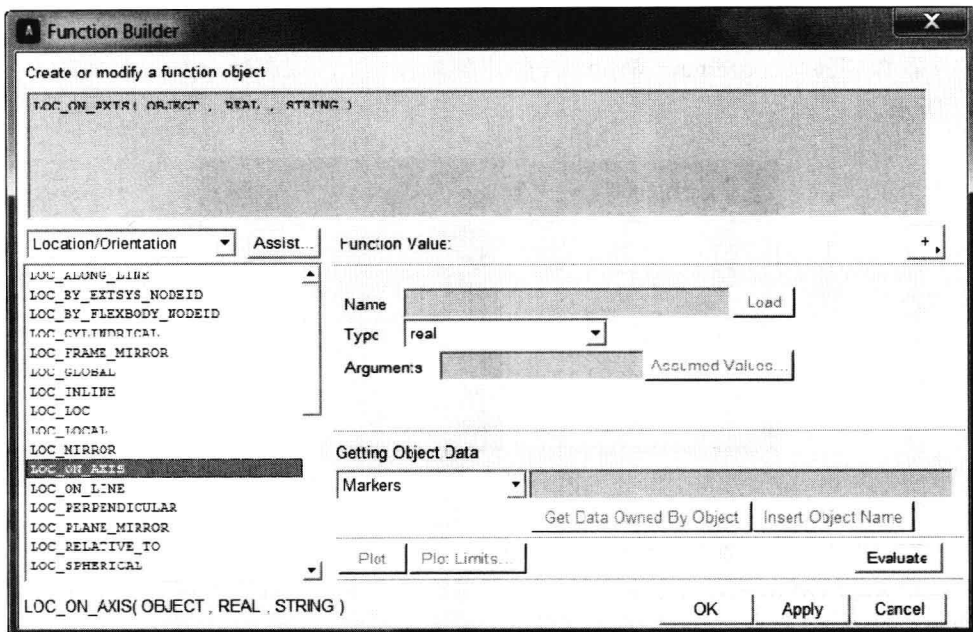 Function Builder
Create or modify a function object
LOC_ON_AXIS( OBJECT , REAL , STRING )
Location/Orientation
Assist...
Function Value:
+
LOC_ALONG_LINE
LOC_BY_EXTSYS_NODEID
LOC_BY_FLEXBODY_NODEID
LOC_CYLINDRICAL
LOC_FRAME_MIRROR
LOC_GLOBAL
LOC_INLINE
LOC_LOC
LOC_LOCAL
LOC_MIRROR
LOC_ON_AXIS
LOC_ON_LINE
LOC_PERPENDICULAR
LOC_PLANE_MIRROR
LOC_RELATIVE_TO
LOC_SPHERICAL
Name
Load
Type
real
Arguments
Assumed Values...
Getting Object Data
Markers
Get Data Owned By Object
Insert Object Name
Plot
Plot Limits...
Evaluate
LOC_ON_AXIS( OBJECT , REAL , STRING )
OK
Apply
Cancel